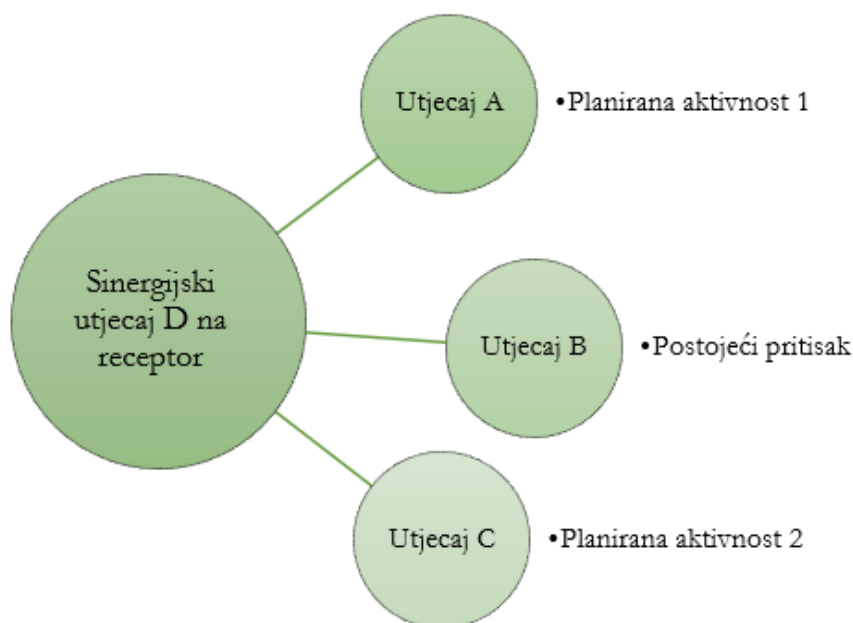 Utjecaj A
•Planirana aktivnost 1
Sinergijski
utjecaj D na
receptor
Utjecaj B
•Postojeći pritisak
Utjecaj C
•Planirana aktivnost 2